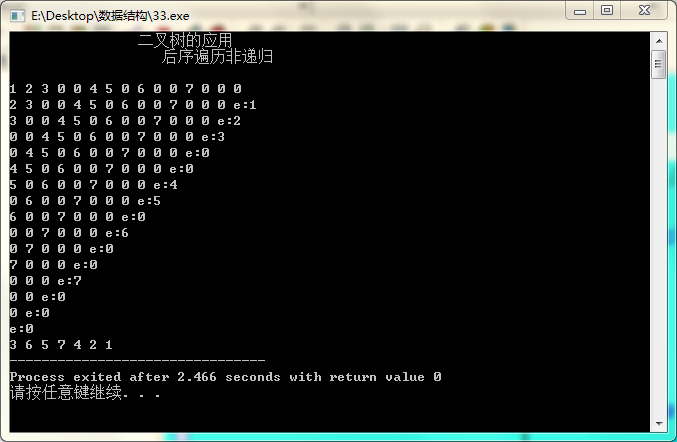 E:\Desktop\数据结构\33.exe
二叉树的应用
后序遍历非递归
1 2 3 0 0 4 5 0 6 0 0 7 0 0 0
2 3 0 0 4 5 0 6 0 0 7 0 0 0 e:1
3 0 0 4 5 0 6 0 0 7 0 0 0 e:2
0 0 4 5 0 6 0 0 7 0 0 0 e:3
0 4 5 0 6 0 0 7 0 0 0 e:0
4 5 0 6 0 0 7 0 0 0 e:0
5 0 6 0 0 7 0 0 0 e:4
0 6 0 0 7 0 0 0 e:5
6 0 0 7 0 0 0 e:0
0 0 7 0 0 0 e:6
0 7 0 0 0 e:0
7 0 0 0 e:0
0 0 0 e:7
0 0 e:0
0 e:0
e:0
3 6 5 7 4 2 1
--------------------------------
Process exited after 2.466 seconds with return value 0
请按任意键继续. . .